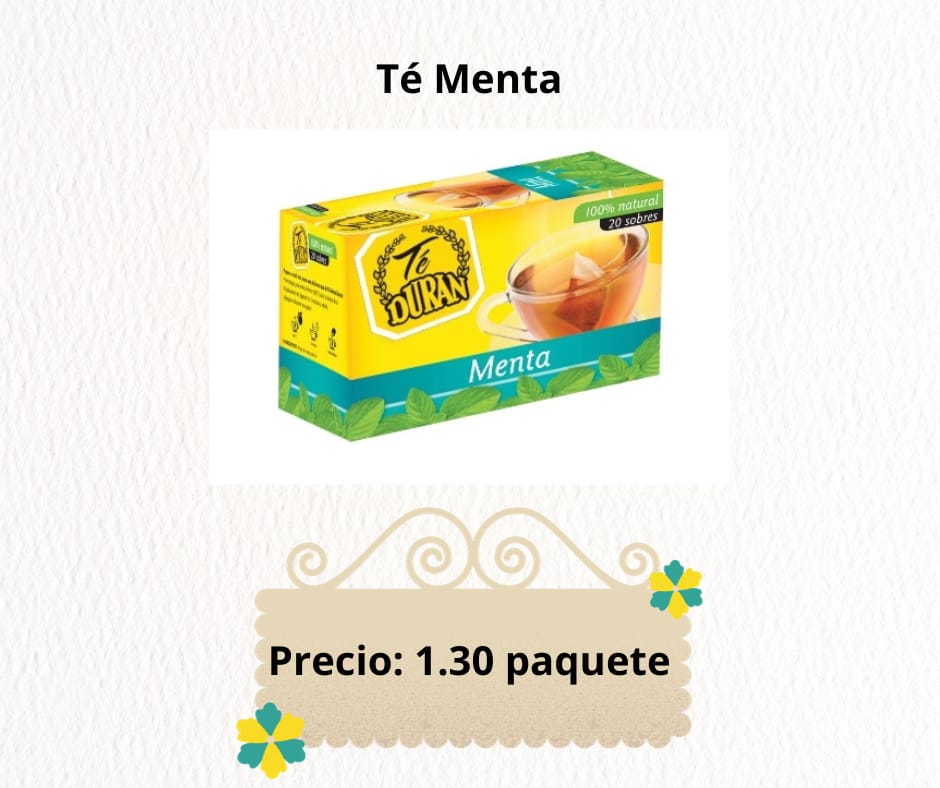 Té Menta
100% natural
20 sobres
Té
DURAN
Menta
Precio: 1.30 paquete